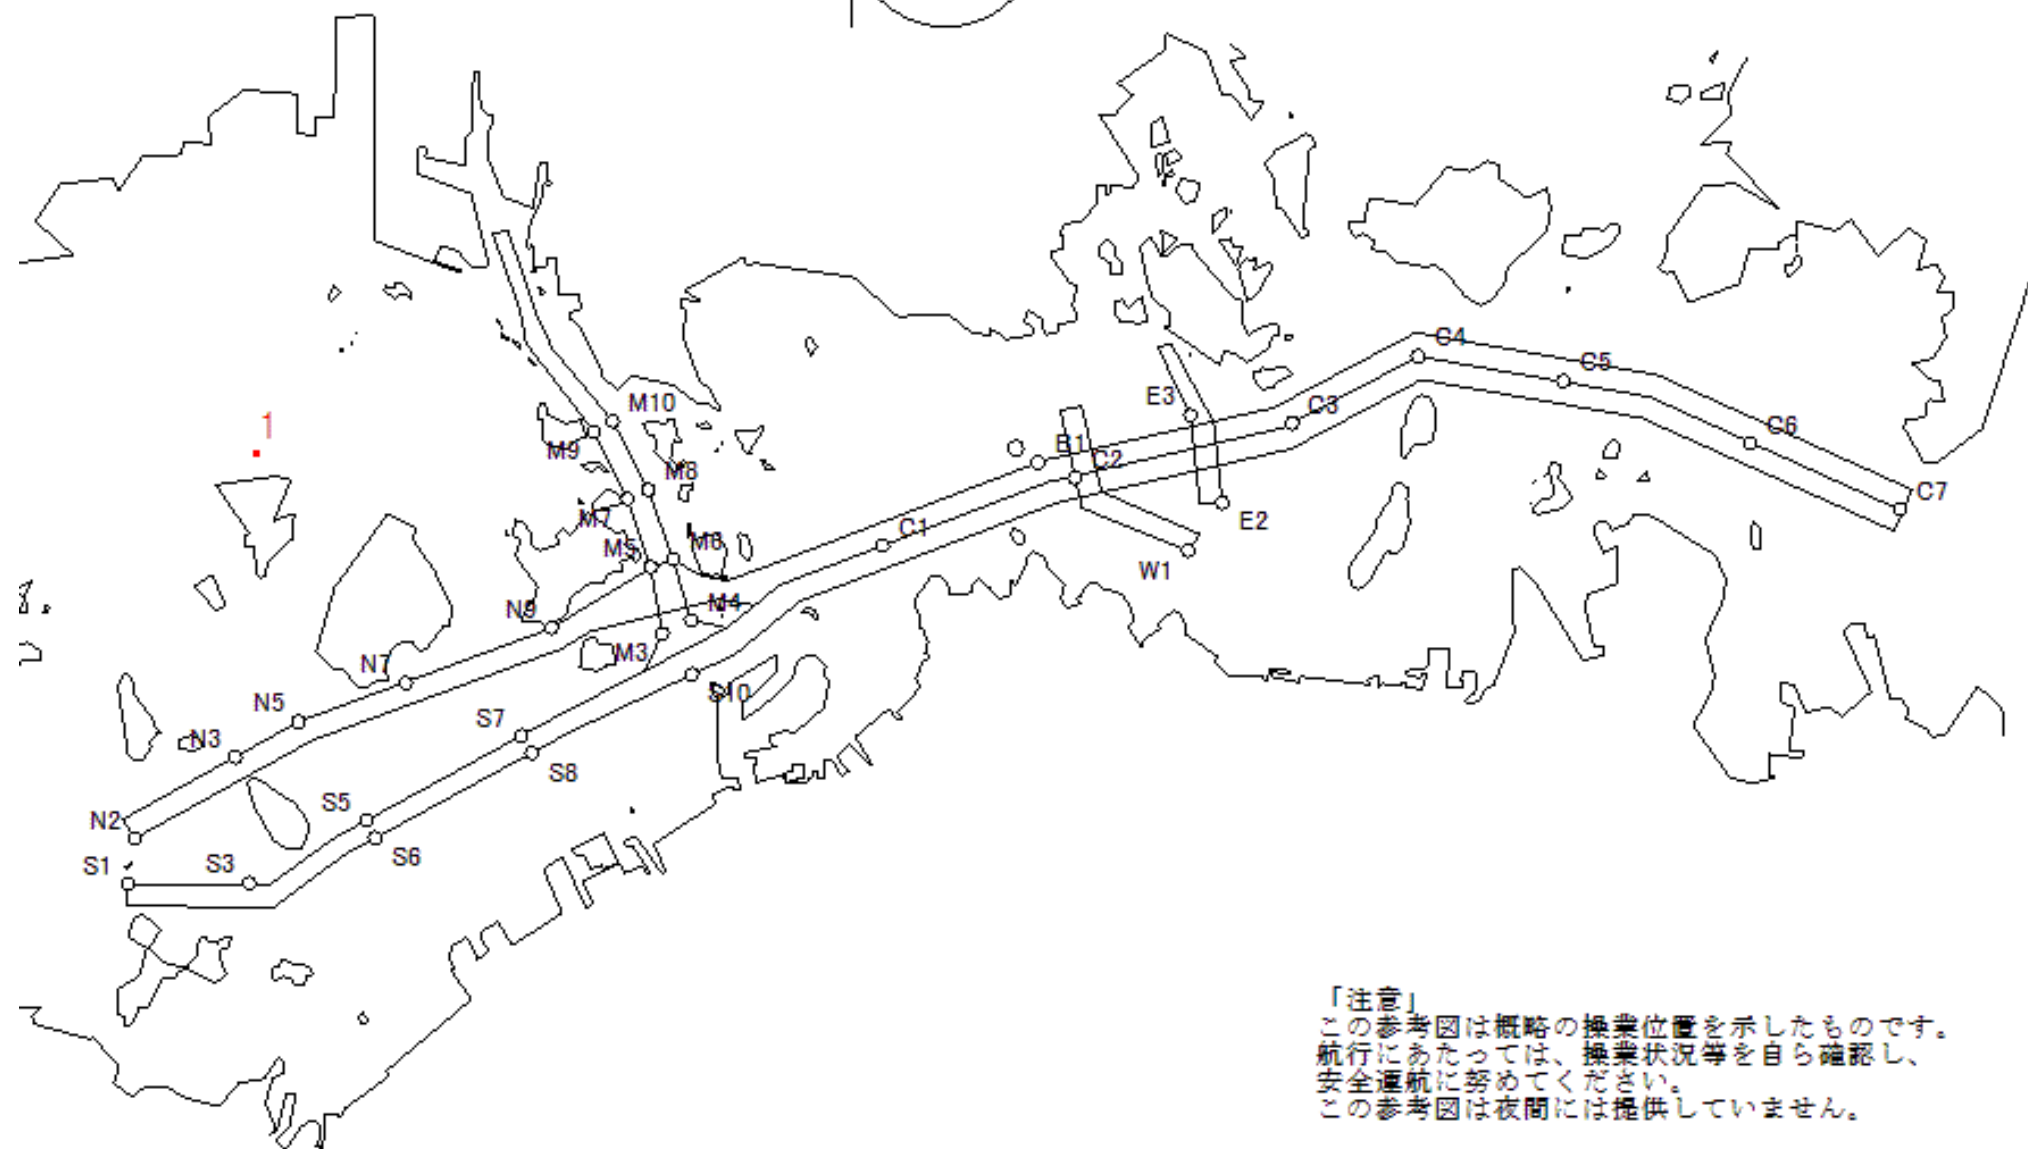 C4
C5
1
M10
E3
C3
M9
B1
C6
M8
C2
C7
M7
E2
C1
M5
M6
W1
N9
M4
M3
N7
S10
N5
S7
N3
S8
S5
N2
S6
S1
S3
「注意」
この参考図は概略の操業位置を示したものです。
航行にあたっては、操業状況等を自ら確認し、
安全運航に努めてください。
この参考図は夜間には提供していません。